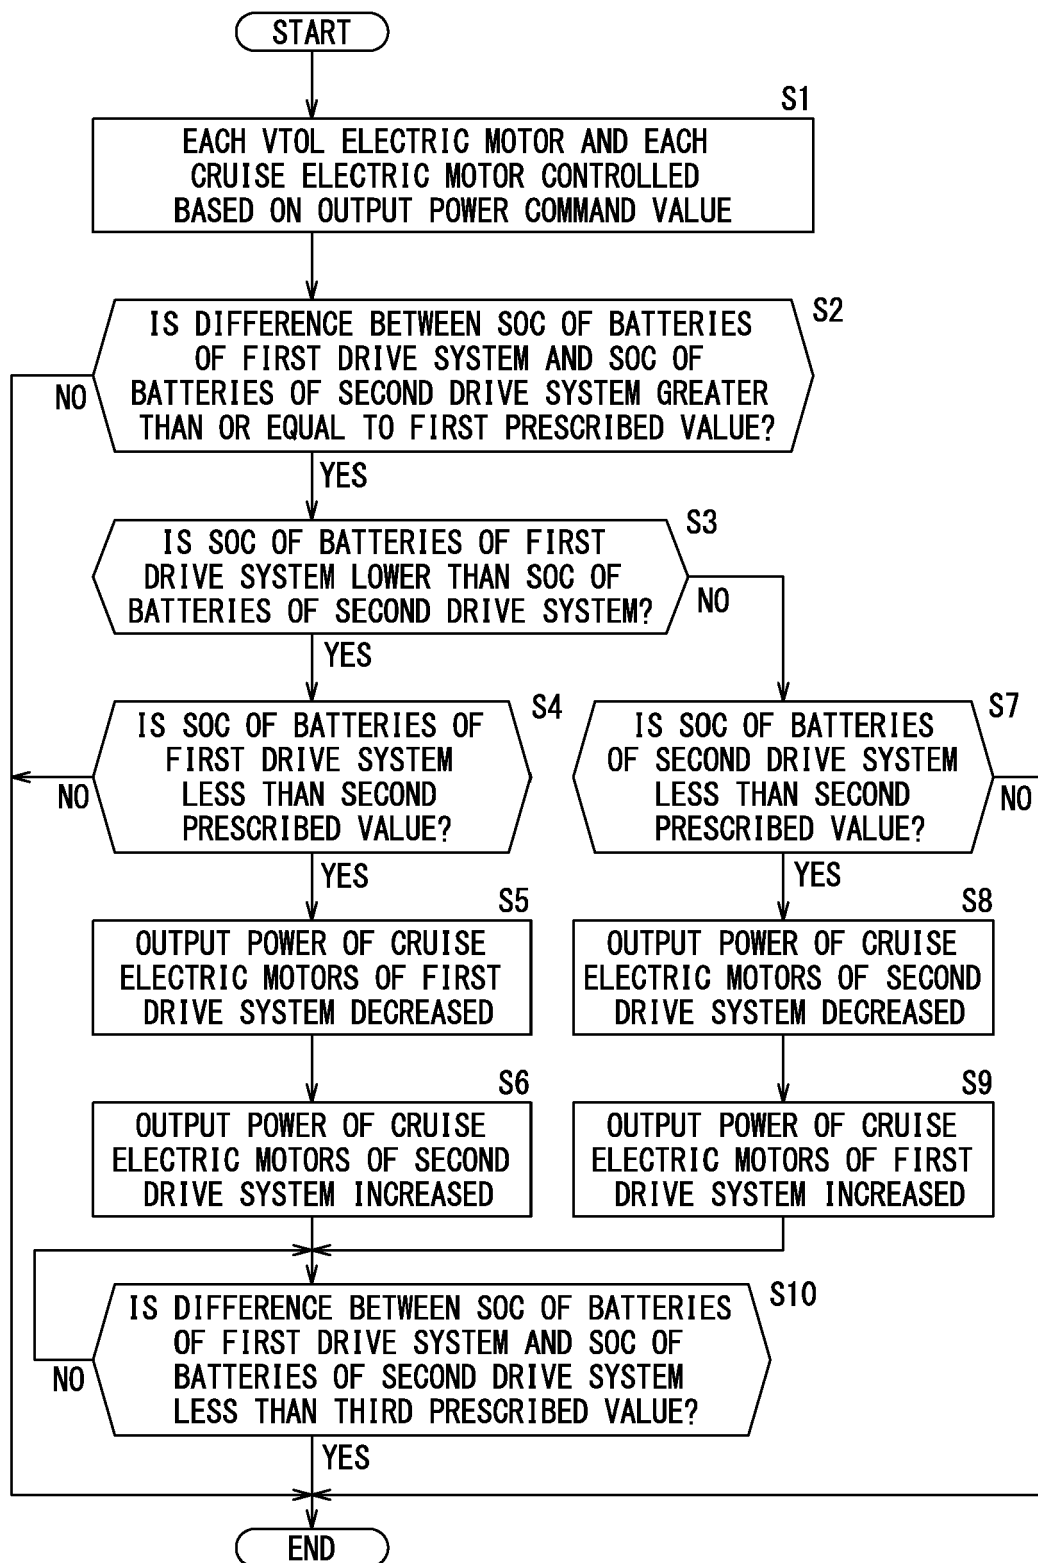 START
S1
EACH VTOL ELECTRIC MOTOR AND EACH
CRUISE ELECTRIC MOTOR CONTROLLED
BASED ON OUTPUT POWER COMMAND VALUE
S2
IS DIFFERENCE BETWEEN SOC OF BATTERIES
OF FIRST DRIVE SYSTEM AND SOC OF
BATTERIES OF SECOND DRIVE SYSTEM GREATER
THAN OR EQUAL TO FIRST PRESCRIBED VALUE?
NO
YES
S3
IS SOC OF BATTERIES OF FIRST
DRIVE SYSTEM LOWER THAN SOC OF
BATTERIES OF SECOND DRIVE SYSTEM?
NO
YES
S4
IS SOC OF BATTERIES OF
FIRST DRIVE SYSTEM
LESS THAN SECOND
PRESCRIBED VALUE?
NO
YES
S7
IS SOC OF BATTERIES
OF SECOND DRIVE SYSTEM
LESS THAN SECOND
PRESCRIBED VALUE?
NO
YES
S5
OUTPUT POWER OF CRUISE
ELECTRIC MOTORS OF FIRST
DRIVE SYSTEM DECREASED
S8
OUTPUT POWER OF CRUISE
ELECTRIC MOTORS OF SECOND
DRIVE SYSTEM DECREASED
S6
OUTPUT POWER OF CRUISE
ELECTRIC MOTORS OF SECOND
DRIVE SYSTEM INCREASED
S9
OUTPUT POWER OF CRUISE
ELECTRIC MOTORS OF FIRST
DRIVE SYSTEM INCREASED
S10
IS DIFFERENCE BETWEEN SOC OF BATTERIES
OF FIRST DRIVE SYSTEM AND SOC OF
BATTERIES OF SECOND DRIVE SYSTEM
LESS THAN THIRD PRESCRIBED VALUE?
NO
YES
END